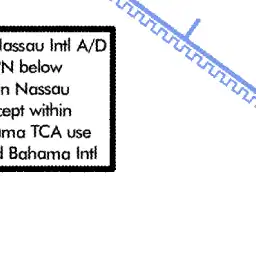 Nassau Intl A/D
N below
n Nassau
cept within
ma TCA use
d Bahama Intl